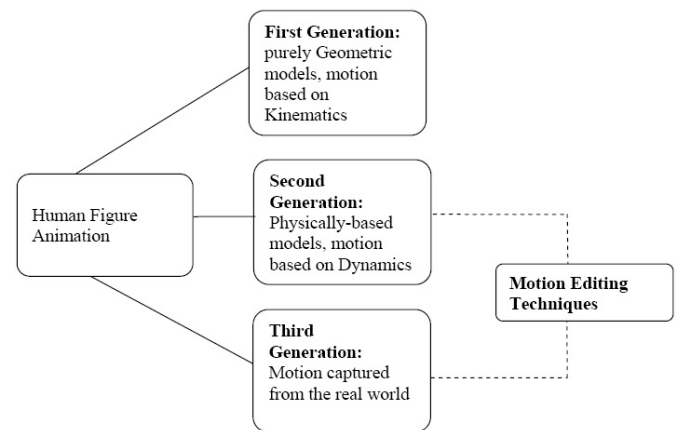 First Generation:
purely Geometric
models, motion
based on
Kinematics
Human Figure
Animation
Second
Generation:
Physically-based
models, motion
based on Dynamics
Motion Editing
Techniques
Third
Generation:
Motion captured
from the real world